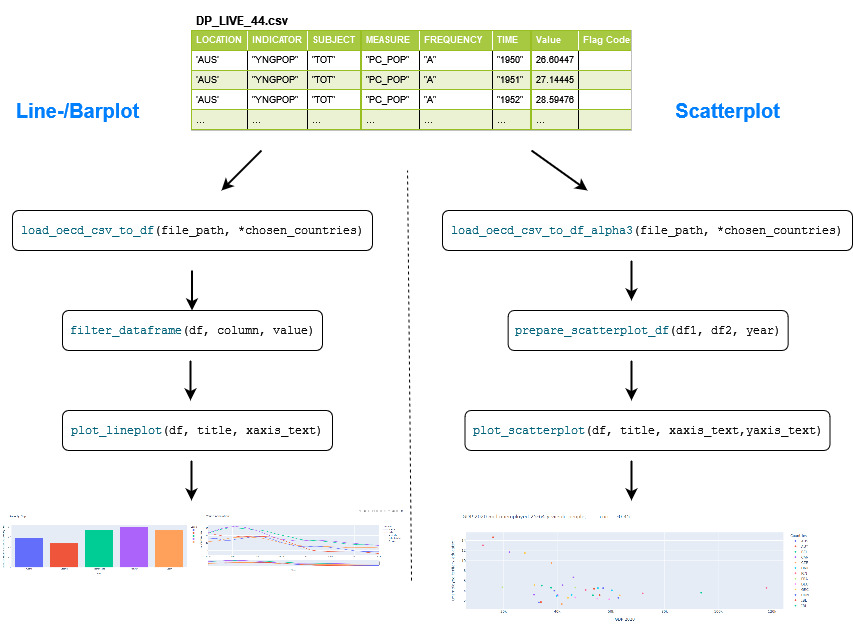 DP_LIVE_44.csv
LOCATION INDICATOR SUBJECT MEASURE FREQUENCY TIME Value Flag Code
"AUS" "YNGPOP" "TOT" "PC_POP" "A" "1950" 26.60447
"AUS" "YNGPOP" "TOT" "PC_POP" "A" "1951" 27.14445
"AUS" "YNGPOP" "TOT" "PC_POP" "A" "1952" 28.59476
... ... ... ... ... ... ...
Line-/Barplot
Scatterplot
load_oecd_csv_to_df(file_path, *chosen_countries)
load_oecd_csv_to_df_alpha3(file_path, *chosen_countries)
filter_dataframe(df, column, value)
prepare_scatterplot_df(df1, df2, year)
plot_lineplot(df, title, xaxis_text)
plot_scatterplot(df, title, xaxis_text,yaxis_text)
GDP 2020